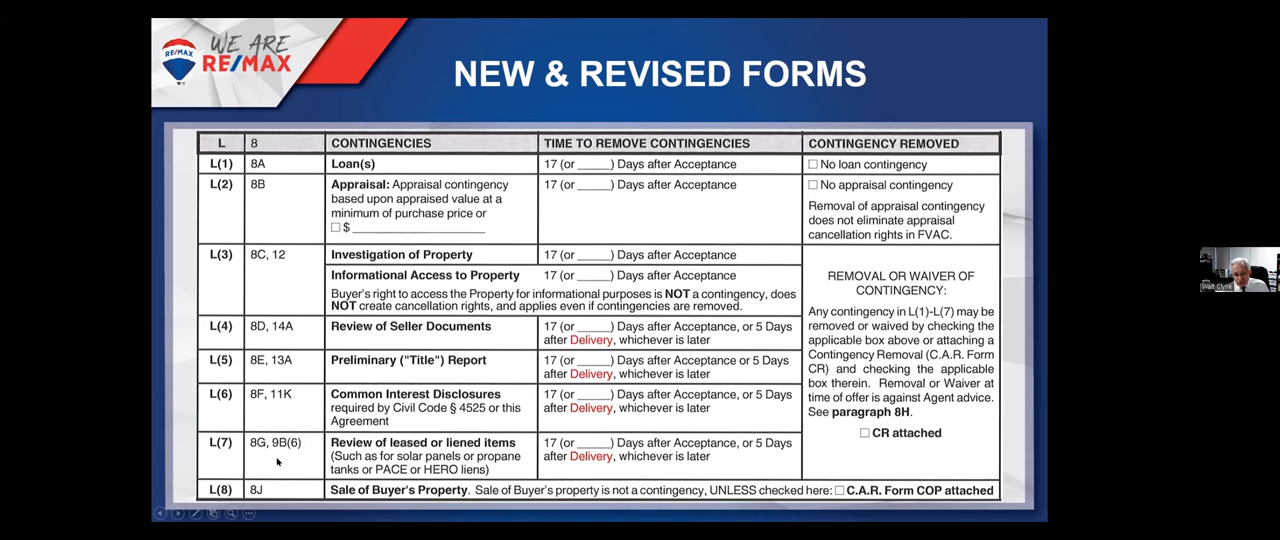 WE ARE
RE/MAX
RE/MAX
NEW & REVISED FORMS
L 8 CONTINGENCIES TIME TO REMOVE CONTINGENCIES CONTINGENCY REMOVED
L(1) 8A Loan(s) 17 (or _____) Days after Acceptance ☐ No loan contingency
L(2) 8B Appraisal: Appraisal contingency
based upon appraised value at a
minimum of purchase price or
☐ $ ____________________
17 (or _____) Days after Acceptance
☐ No appraisal contingency
Removal of appraisal contingency
does not eliminate appraisal
cancellation rights in FVAC.
L(3) 8C, 12 Investigation of Property 17 (or _____) Days after Acceptance
Informational Access to Property 17 (or _____) Days after Acceptance
Buyer's right to access the Property for informational purposes is NOT a contingency, does
NOT create cancellation rights, and applies even if contingencies are removed.
REMOVAL OR WAIVER OF
CONTINGENCY:
Any contingency in L(1)-L(7) may be
removed or waived by checking the
applicable box above or attaching a
Contingency Removal (C.A.R. Form
CR) and checking the applicable
box therein. Removal or Waiver at
time of offer is against Agent advice.
See paragraph 8H.
☐ CR attached
L(4) 8D, 14A Review of Seller Documents 17 (or _____) Days after Acceptance, or 5 Days
after Delivery, whichever is later
L(5) 8E, 13A Preliminary ("Title") Report 17 (or _____) Days after Acceptance or 5 Days
after Delivery, whichever is later
L(6) 8F, 11K Common Interest Disclosures
required by Civil Code § 4525 or this
Agreement
17 (or _____) Days after Acceptance, or 5 Days
after Delivery, whichever is later
L(7) 8G, 9B(6) Review of leased or liened items
(Such as for solar panels or propane
tanks or PACE or HERO liens)
17 (or _____) Days after Acceptance, or 5 Days
after Delivery, whichever is later
L(8) 8J Sale of Buyer's Property. Sale of Buyer's property is not a contingency, UNLESS checked here: ☐ C.A.R. Form COP attached
Walt Clyne